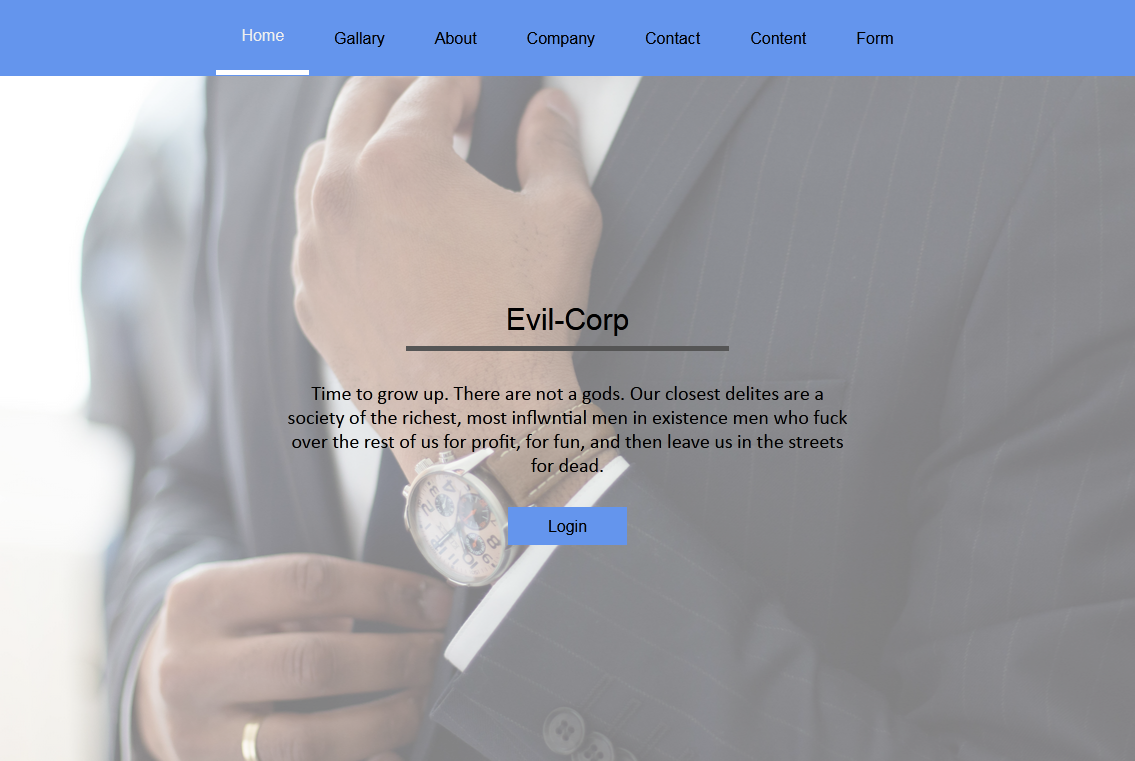 Home Gallary About Company Contact Content Form
Evil-Corp
Time to grow up. There are not a gods. Our closest delites are a
society of the richest, most inflwntial men in existence men who fuck
over the rest of us for profit, for fun, and then leave us in the streets
for dead.
Login